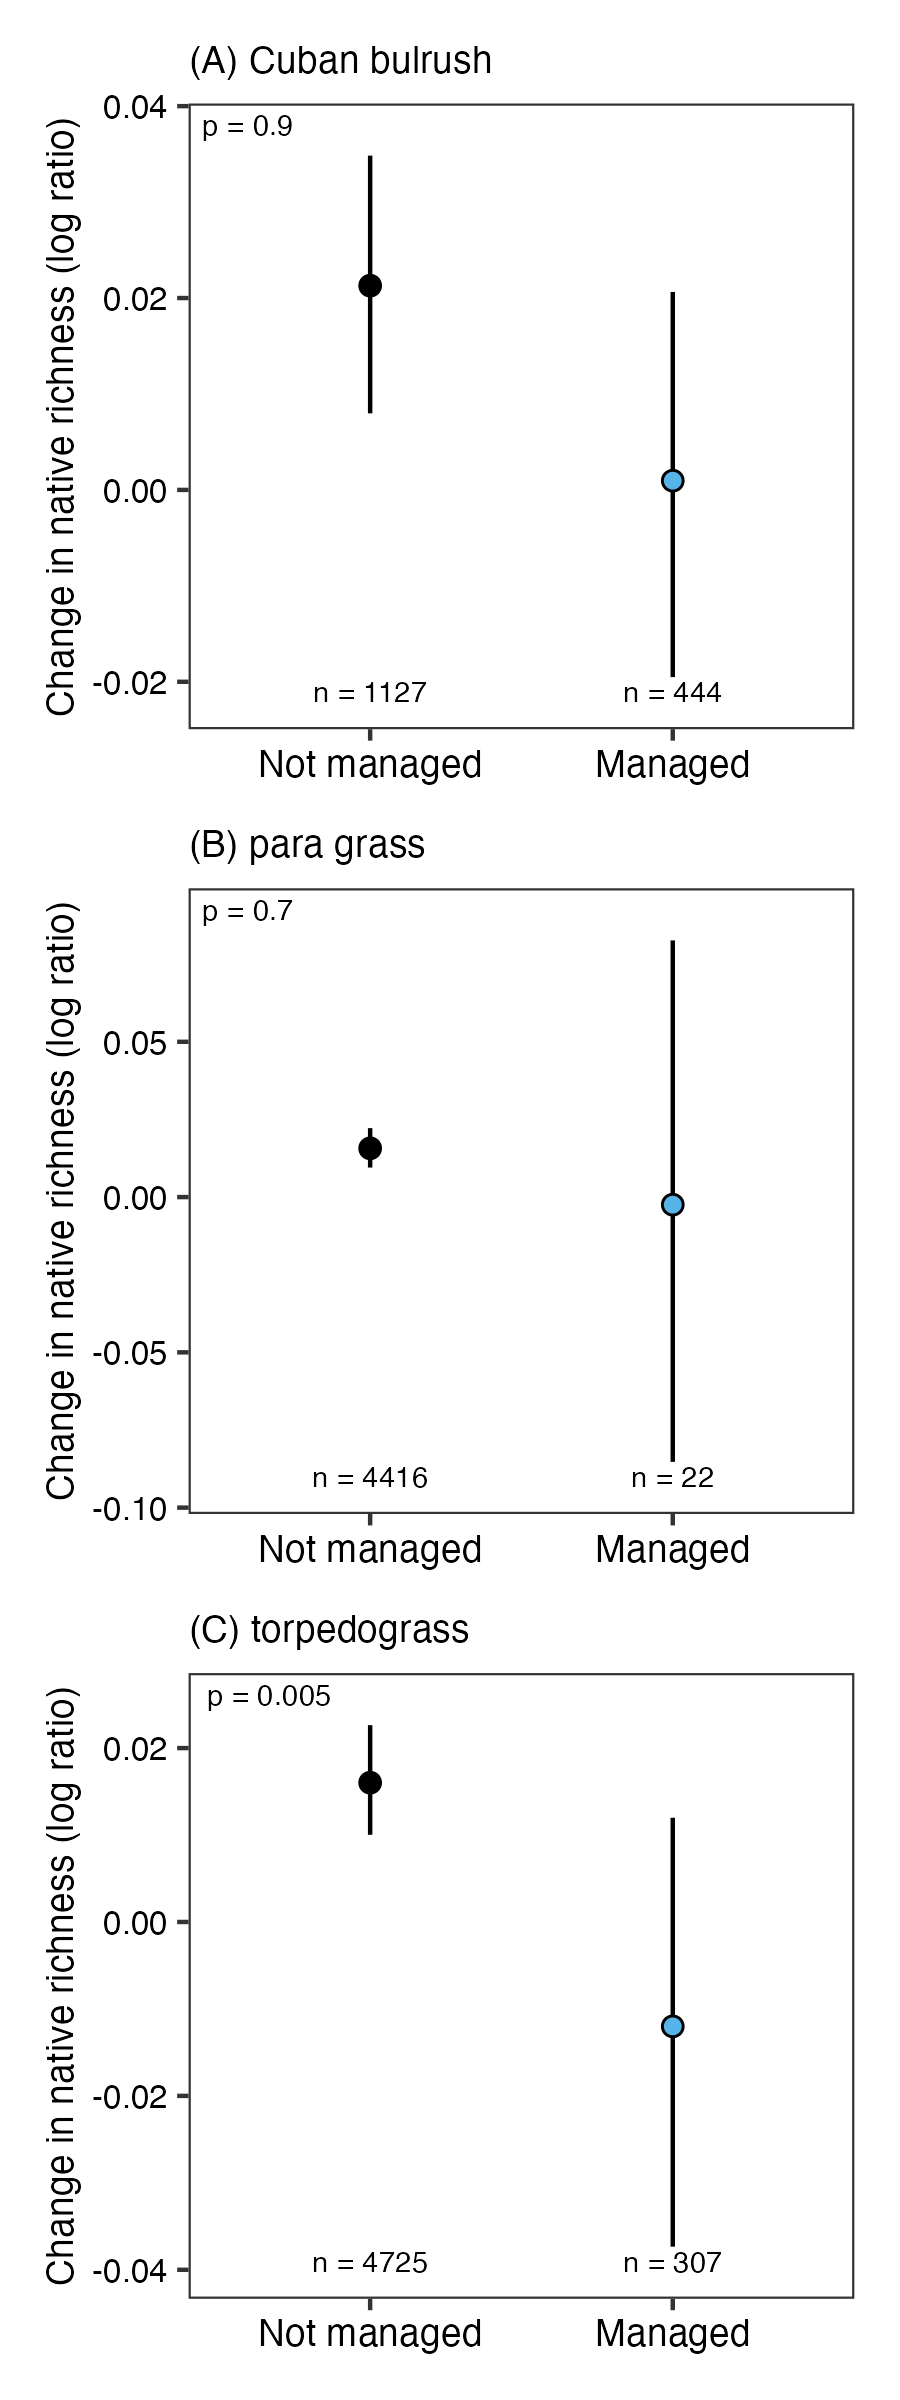 (A) Cuban bulrush
Change in native richness (log ratio)
0.04
0.02
0.00
-0.02
p = 0.9
n = 1127
n = 444
Not managed
Managed
(B) para grass
Change in native richness (log ratio)
0.05
0.00
-0.05
-0.10
p = 0.7
n = 4416
n = 22
Not managed
Managed
(C) torpedograss
Change in native richness (log ratio)
0.02
0.00
-0.02
-0.04
p = 0.005
n = 4725
n = 307
Not managed
Managed